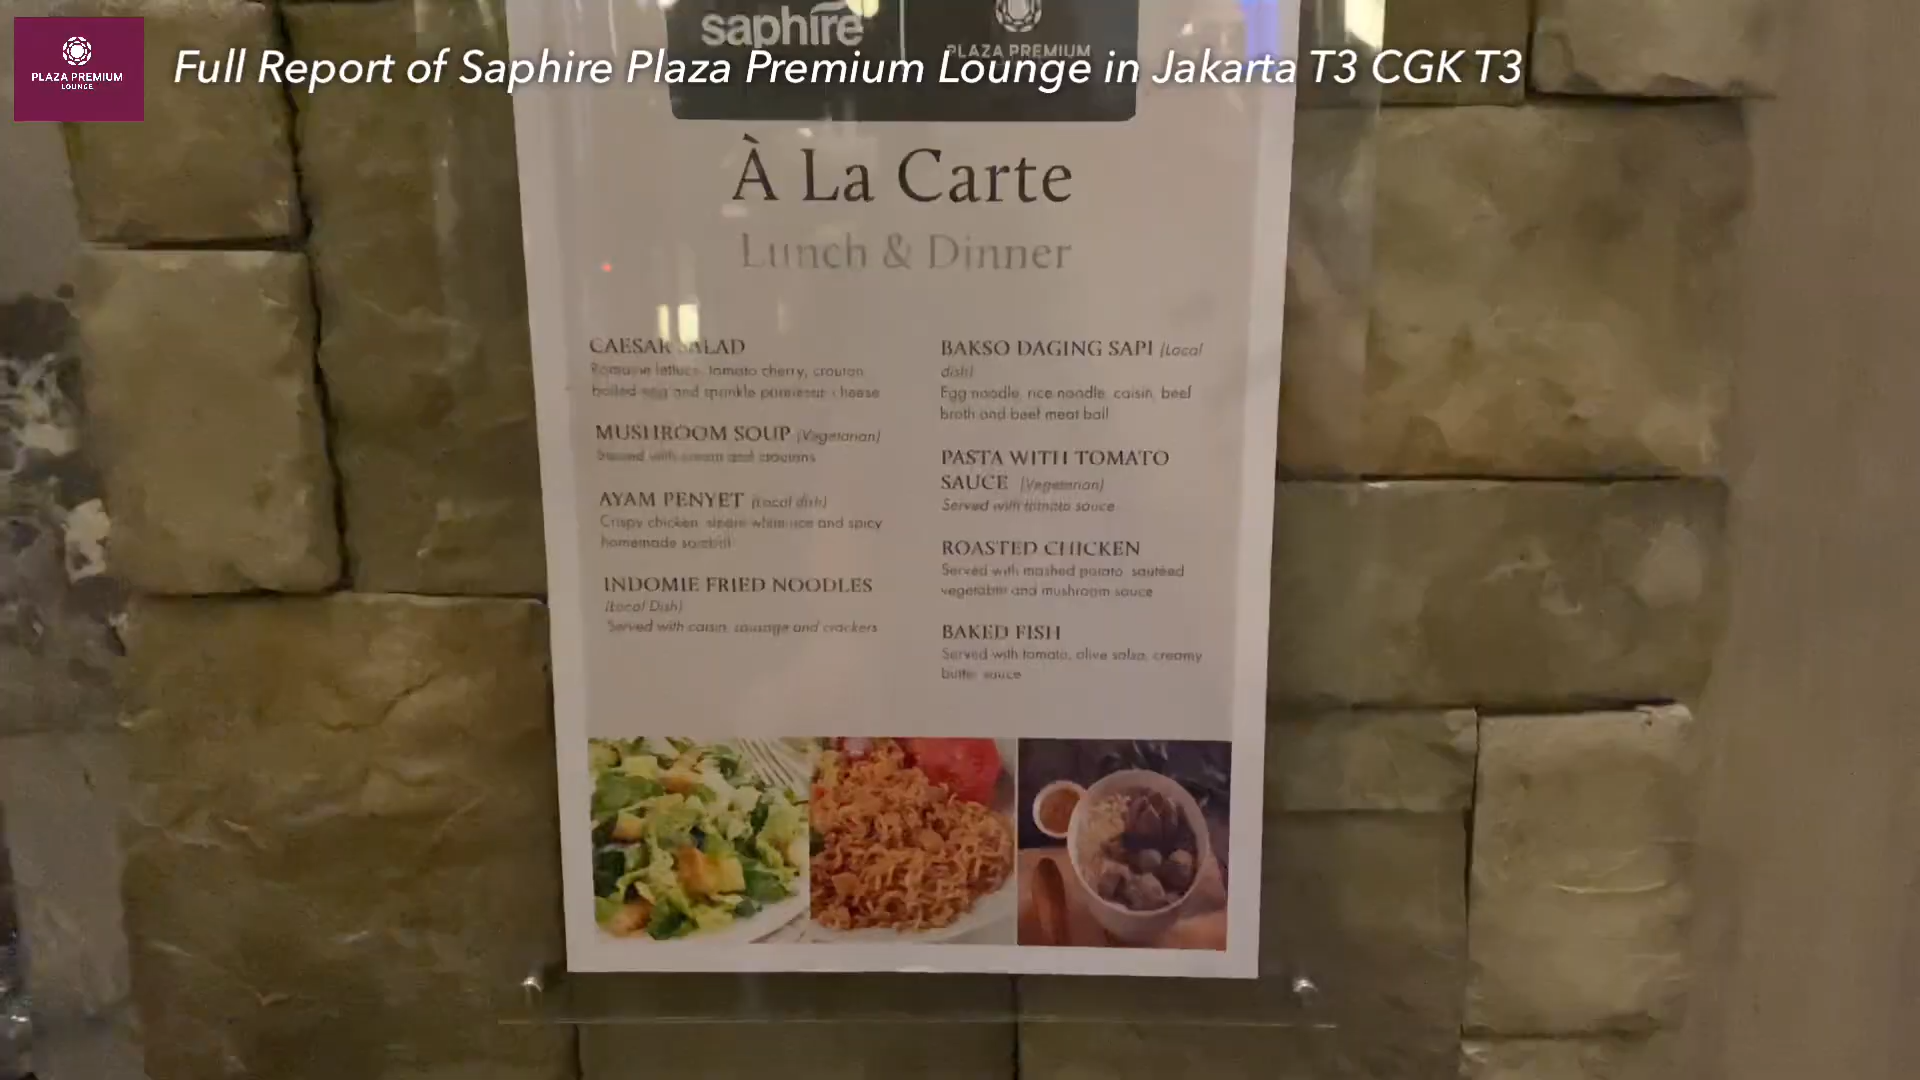 PLAZA PREMIUM
LOUNGE
Full Report of Saphire Plaza Premium Lounge in Jakarta T3 CGK T3
saphire
PLAZA PREMIUM
À La Carte
Lunch & Dinner
CAESAR SALAD
Romaine lettuce, tomato cherry, crouton,
boiled egg and sprinkle parmesan cheese
MUSHROOM SOUP (Vegetarian)
Served with cream and croutons
AYAM PENYET (Local dish)
Crispy chicken, white rice and spicy
homemade sambal
INDOMIE FRIED NOODLES
(Local Dish)
Served with caisin, sausage and crackers
BAKSO DAGING SAPI (Local
dish)
Egg noodle, rice noodle, caisin, beef
broth and beef meat ball
PASTA WITH TOMATO
SAUCE (Vegetarian)
Served with tomato sauce
ROASTED CHICKEN
Served with mashed potato, sautéed
vegetable and mushroom sauce
BAKED FISH
Served with tomato, olive salsa, creamy
butter sauce